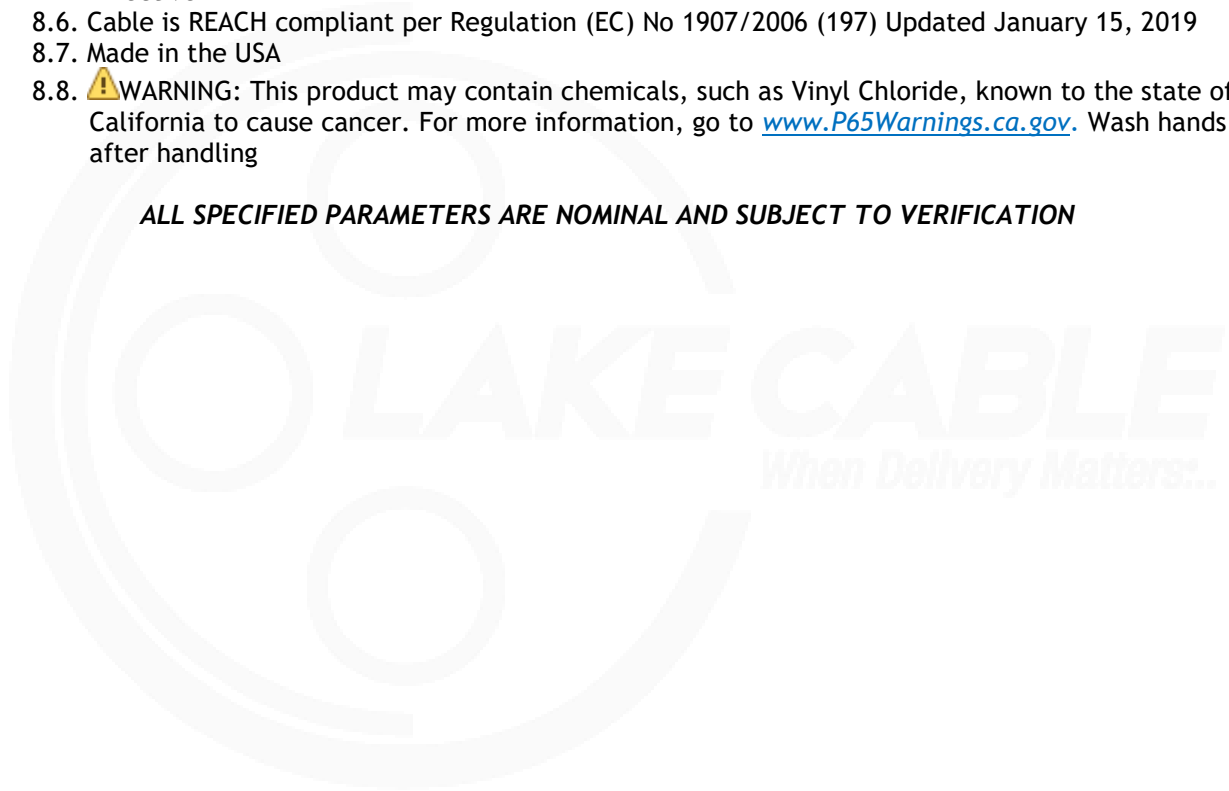 8.6. Cable is REACH compliant per Regulation (EC) No 1907/2006 (197) Updated January 15, 2019
8.7. Made in the USA
8.8. WARNING: This product may contain chemicals, such as Vinyl Chloride, known to the state of
California to cause cancer. For more information, go to www.P65Warnings.ca.gov. Wash hands
after handling
ALL SPECIFIED PARAMETERS ARE NOMINAL AND SUBJECT TO VERIFICATION
LAKE CABLE
When Delivery Matters...